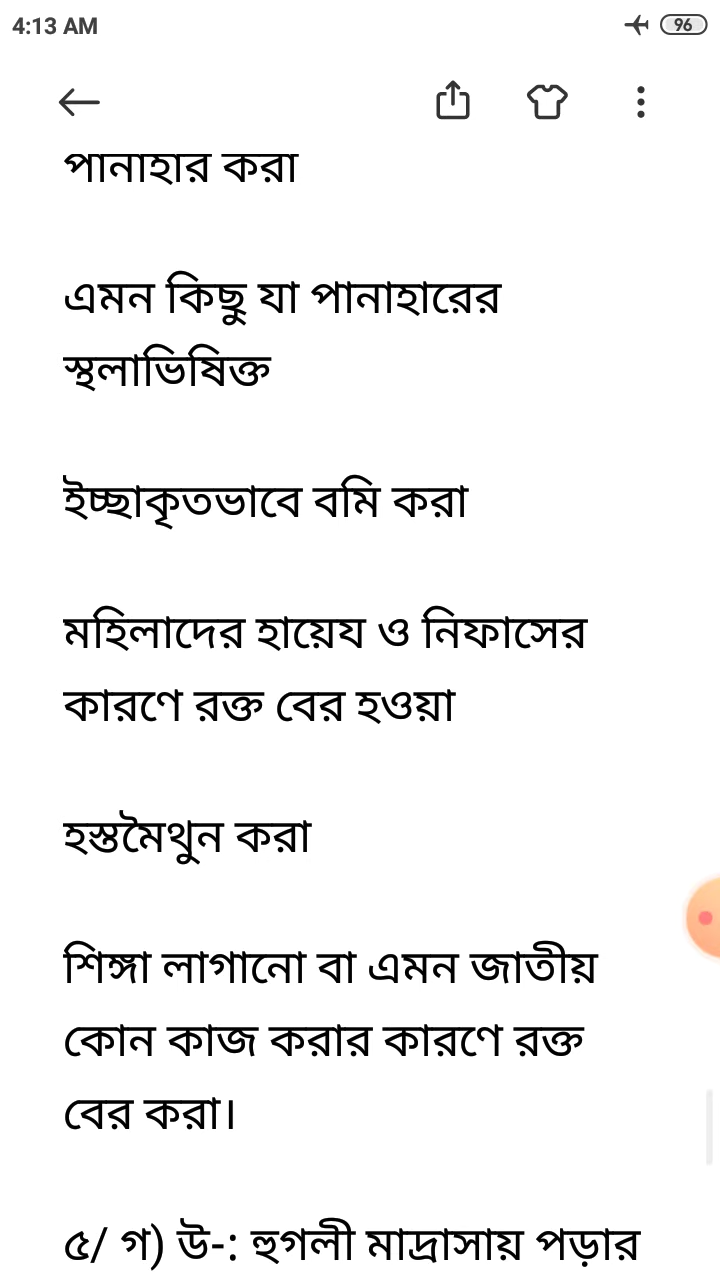 4:13 AM
96
পানাহার করা
এমন কিছু যা পানাহারের
স্থলাভিষিক্ত
ইচ্ছাকৃতভাবে বমি করা
মহিলাদের হায়েয ও নিফাসের
কারণে রক্ত বের হওয়া
হস্তমৈথুন করা
শিঙ্গা লাগানো বা এমন জাতীয়
কোন কাজ করার কারণে রক্ত
বের করা।
৫/ গ) উ-: হুগলী মাদ্রাসায় পড়ার